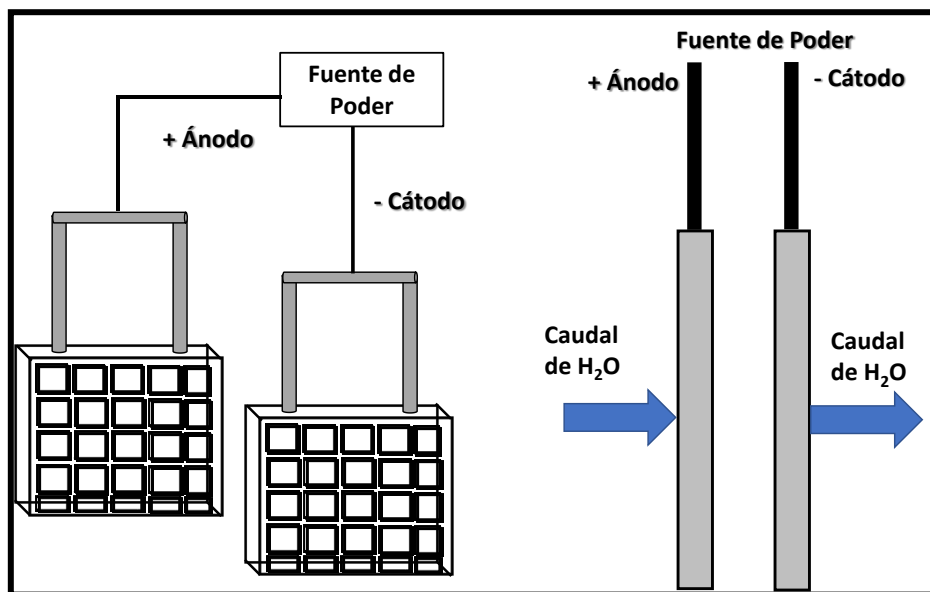 Fuente de
Poder
+ Ánodo
- Cátodo
Fuente de Poder
+ Ánodo
- Cátodo
Caudal
de H₂O
Caudal
de H₂O